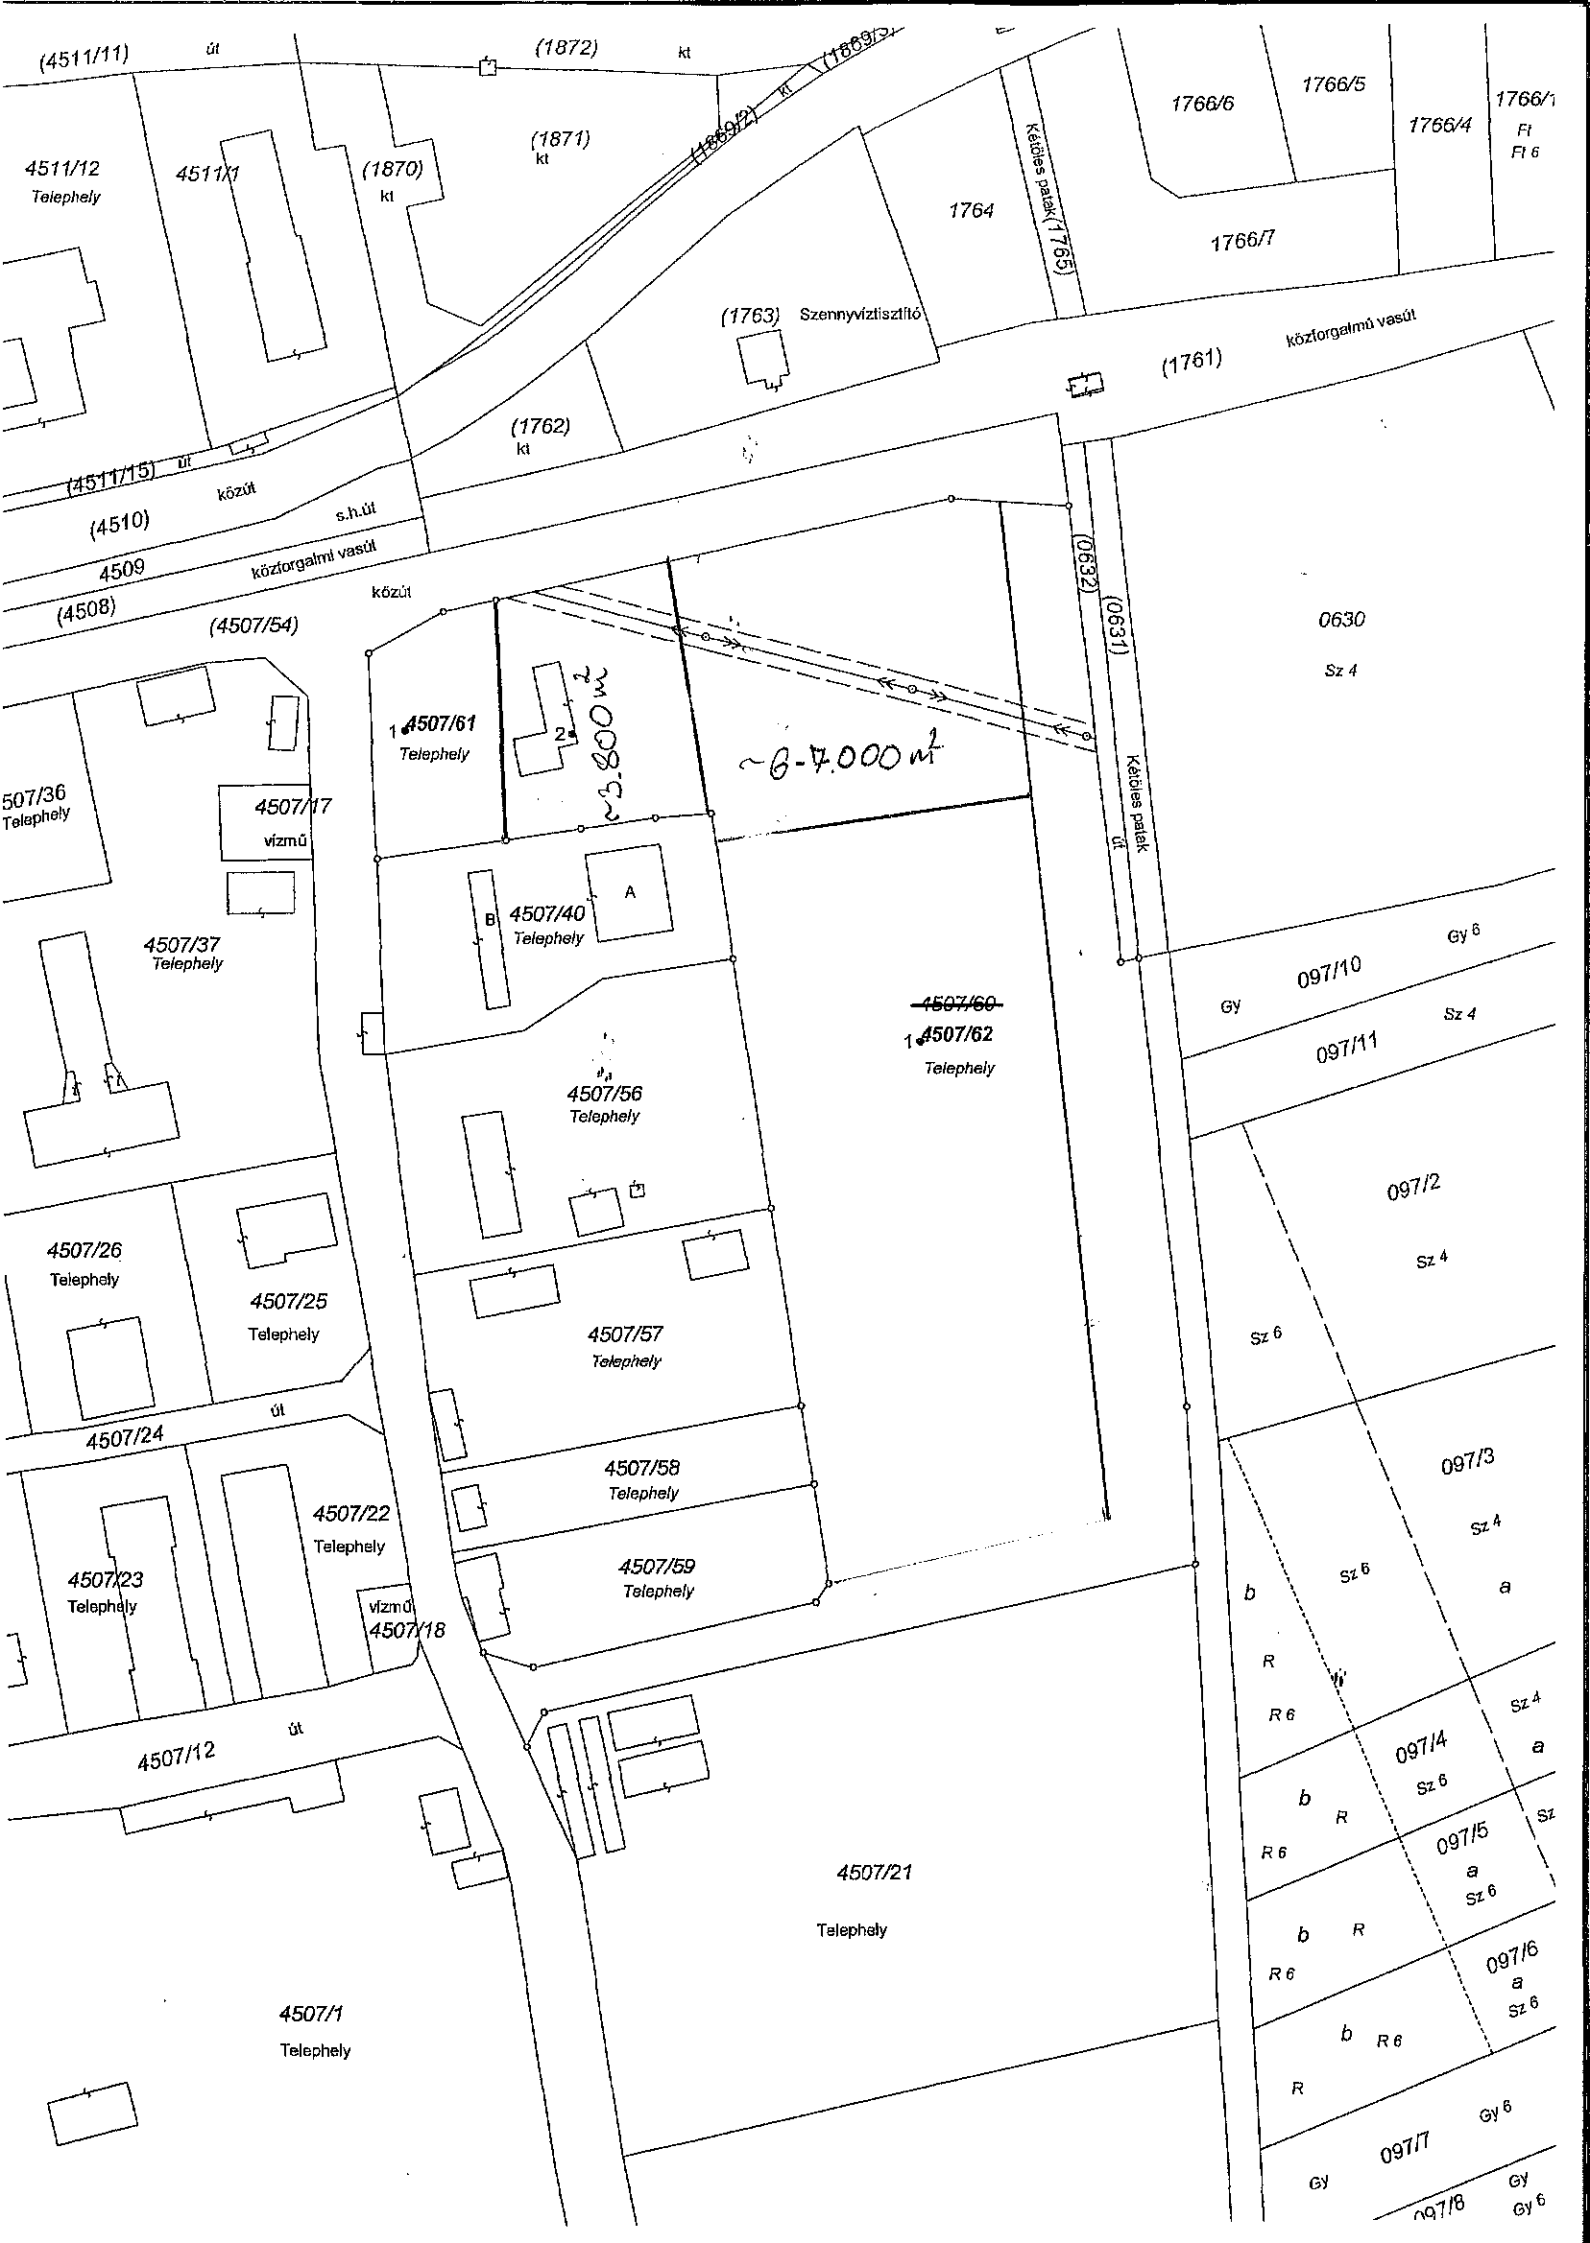 (4511/11)
út
(1872)
kt
(1869/3)
1766/6
1766/5
1766/4
Ft
Ft 6
4511/12
Telephely
4511/1
(1870)
kt
(1871)
kt
(1869/2)
kt
1764
Kétöles patak(1765)
1766/7
(1763)
Szennyvíztisztító
(1761)
közforgalmú vasút
(1762)
kt
(4511/15)
út
közút
(4510)
s.h.út
4509
közforgalmi vasút
(4508)
közút
(4507/54)
(0632)
(0631)
0630
Sz 4
1 4507/61
Telephely
2
~3.800 m²
~6-7.000 m²
Kétöles patak
út
507/36
Telephely
4507/17
vízmű
4507/37
Telephely
B
4507/40
Telephely
A
Gy 6
097/10
Gy
Sz 4
097/11
4507/60
1 4507/62
Telephely
4507/56
Telephely
097/2
Sz 4
4507/26
Telephely
4507/25
Telephely
4507/57
Telephely
Sz 6
út
4507/24
097/3
4507/58
Telephely
4507/22
Telephely
Sz 4
4507/23
Telephely
4507/59
Telephely
Sz 6
a
b
vízmű
4507/18
R
R 6
út
4507/12
Sz 4
097/4
a
Sz 6
b
R
Sz
097/5
R 6
a
Sz 6
4507/21
Telephely
b
R
097/6
R 6
a
Sz 6
4507/1
Telephely
b
R 6
R
Gy 6
097/7
Gy
Gy
097/8
Gy 6